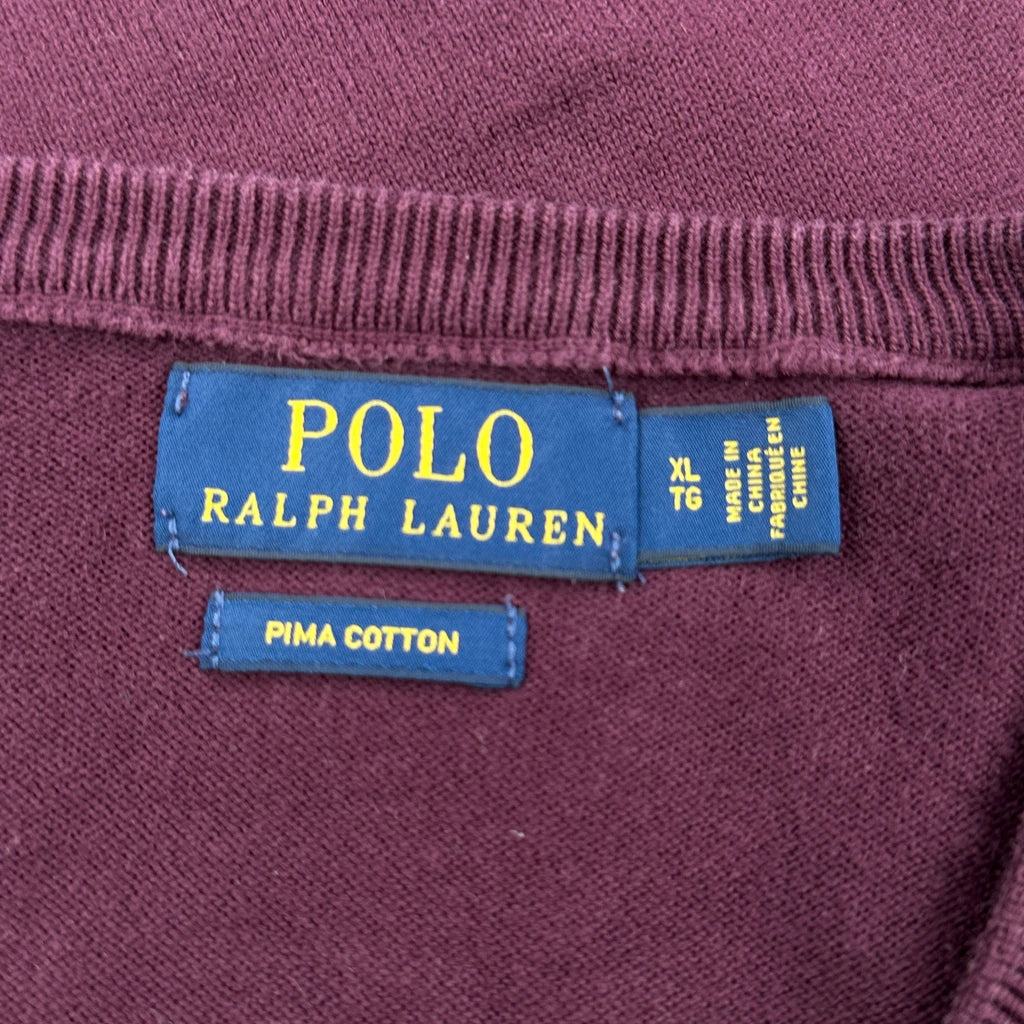 POLO
RALPH LAUREN
XL
TG
MADE IN
CHINA
FABRIQUÉ EN
CHINE
PIMA COTTON